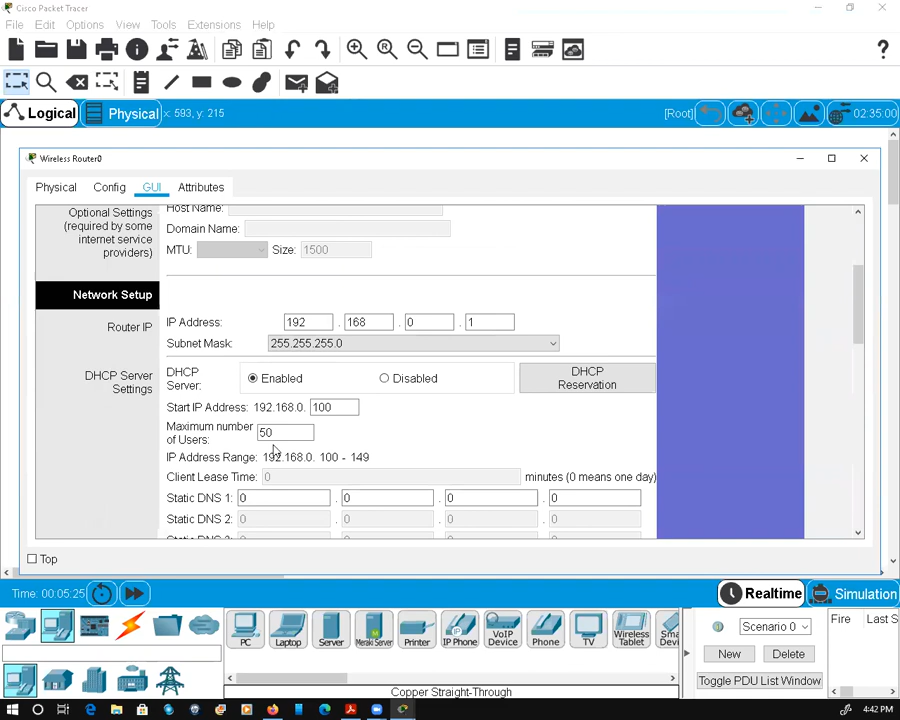 Cisco Packet Tracer
File Edit Options View Tools Extensions Help
?
Logical Physical x: 593, y: 215 [Root] 02:35:00
Wireless Router0
Physical Config GUI Attributes
Optional Settings
(required by some
internet service
providers)
Host Name:
Domain Name:
MTU: Size: 1500
Network Setup
Router IP
IP Address: 192 . 168 . 0 . 1
Subnet Mask: 255.255.255.0
DHCP Server
Settings
DHCP
Server: Enabled Disabled
DHCP
Reservation
Start IP Address: 192.168.0. 100
Maximum number
of Users: 50
IP Address Range: 192.168.0. 100 - 149
Client Lease Time: 0 minutes (0 means one day)
Static DNS 1: 0 . 0 . 0 . 0
Static DNS 2: 0 . 0 . 0 . 0
Top
Time: 00:05:25 Realtime Simulation
PC Laptop Server Meraki Server Printer IP Phone VoIP Device Phone TV Wireless Tablet
Scenario 0
New Delete
Toggle PDU List Window
Fire Last S
Copper Straight-Through
4:42 PM